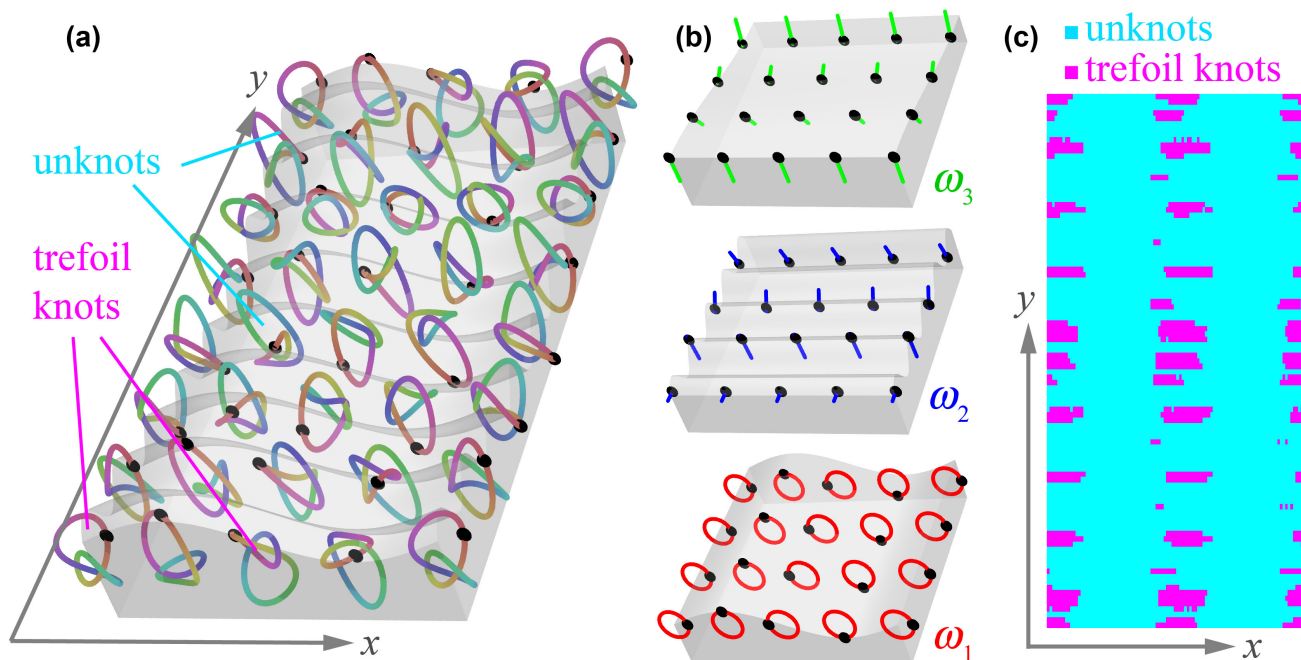 (a)
y
unknots
trefoil
knots
x
(b)
ω3
ω2
ω1
(c)
unknots
trefoil knots
y
x